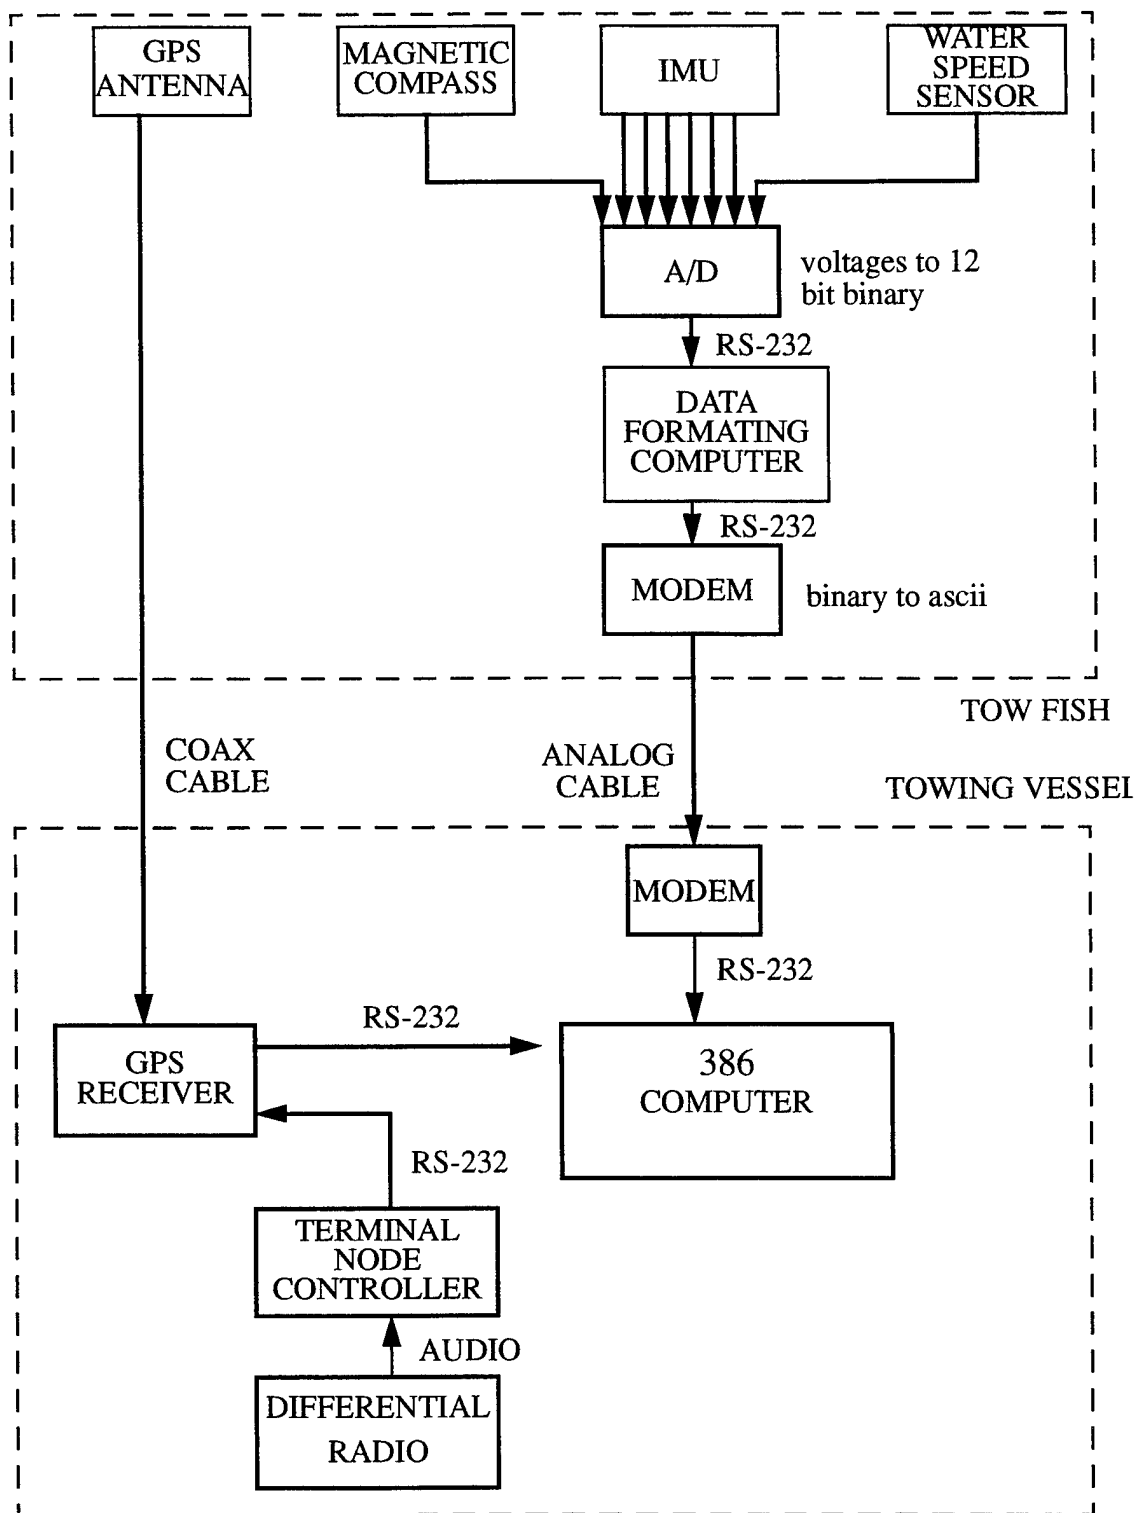 GPS
ANTENNA
MAGNETIC
COMPASS
IMU
WATER
SPEED
SENSOR
A/D
voltages to 12
bit binary
RS-232
DATA
FORMATING
COMPUTER
RS-232
MODEM
binary to ascii
TOW FISH
COAX
CABLE
ANALOG
CABLE
TOWING VESSEL
MODEM
RS-232
RS-232
GPS
RECEIVER
386
COMPUTER
RS-232
TERMINAL
NODE
CONTROLLER
AUDIO
DIFFERENTIAL
RADIO